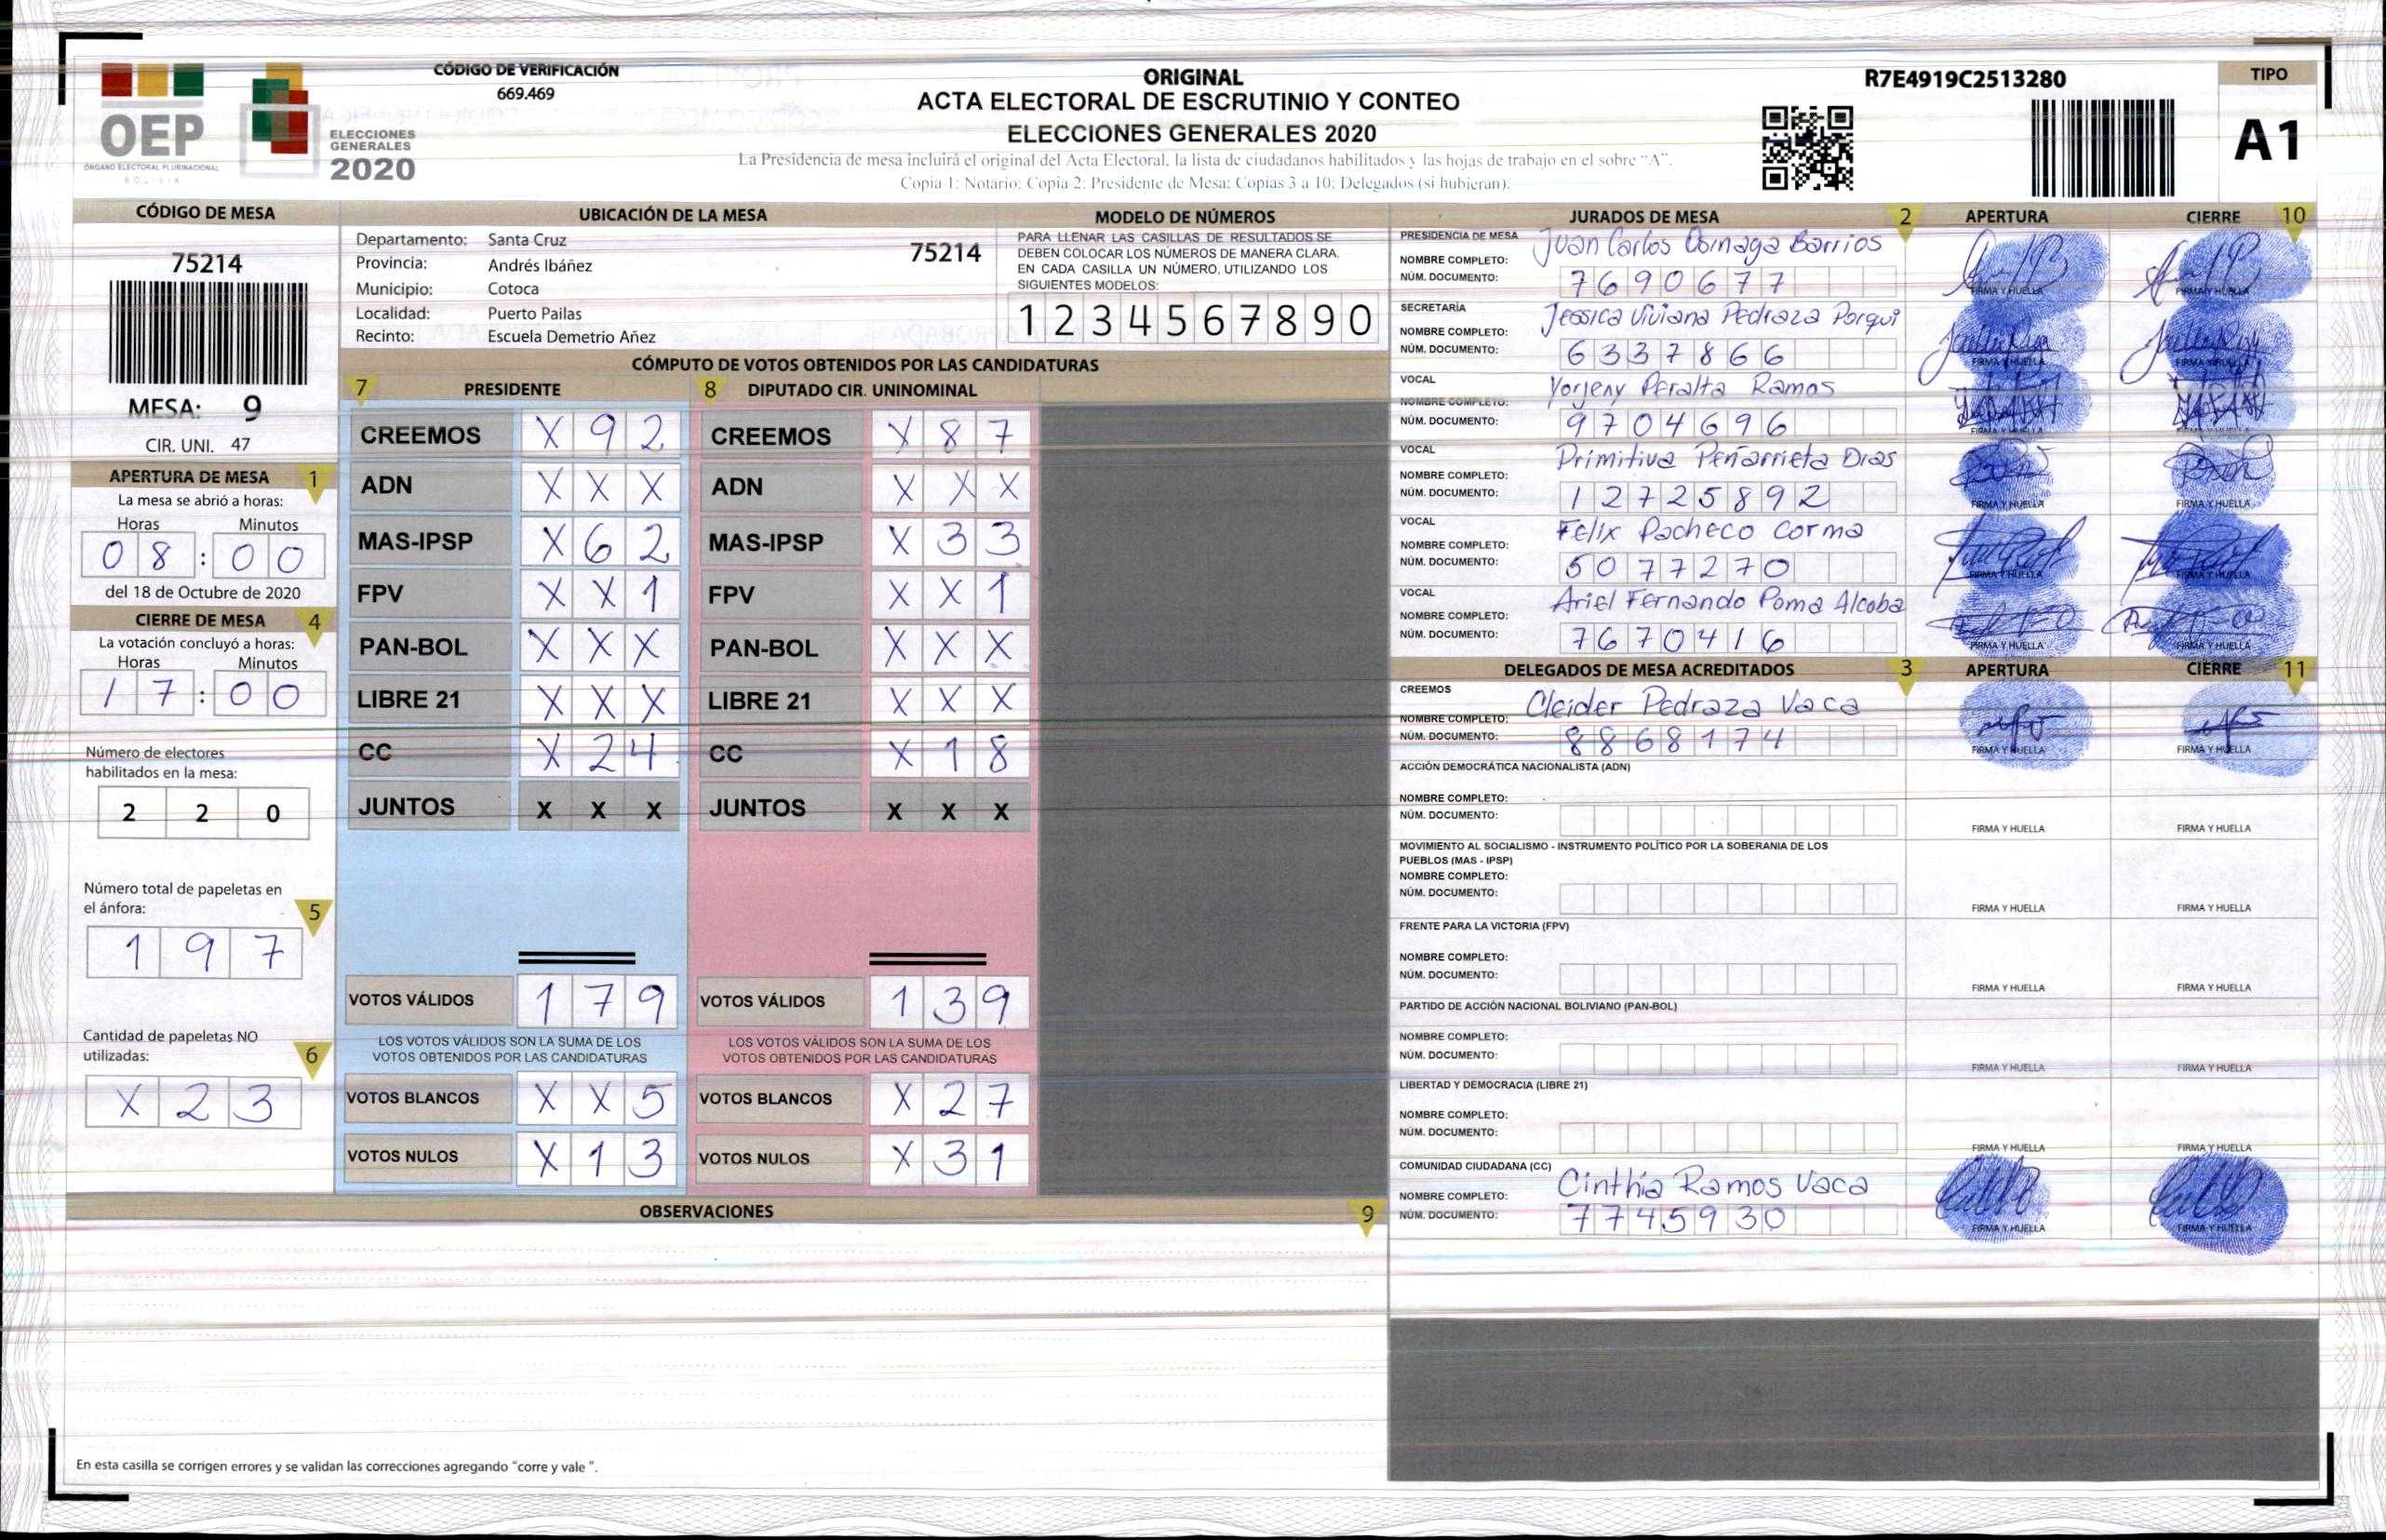 CÓDIGO DE VERIFICACIÓN
669.469
OEP
ÓRGANO ELECTORAL PLURINACIONAL
BOLIVIA
ELECCIONES
GENERALES
2020
ORIGINAL
ACTA ELECTORAL DE ESCRUTINIO Y CONTEO
ELECCIONES GENERALES 2020
La Presidencia de mesa incluirá el original del Acta Electoral, la lista de ciudadanos habilitados y las hojas de trabajo en el sobre "A".
Copia 1: Notario; Copia 2: Presidente de Mesa; Copias 3 a 10: Delegados (si hubieran).
R7E4919C2513280
TIPO
A1
CÓDIGO DE MESA
75214
MESA: 9
CIR. UNI. 47
APERTURA DE MESA 1
La mesa se abrió a horas:
Horas Minutos
08:00
del 18 de Octubre de 2020
CIERRE DE MESA 4
La votación concluyó a horas:
Horas Minutos
17:00
Número de electores
habilitados en la mesa:
2 2 0
Número total de papeletas en
el ánfora:
5
1 9 7
Cantidad de papeletas NO
utilizadas:
6
X 2 3
UBICACIÓN DE LA MESA
Departamento: Santa Cruz 75214
Provincia: Andrés Ibáñez
Municipio: Cotoca
Localidad: Puerto Pailas
Recinto: Escuela Demetrio Añez
MODELO DE NÚMEROS
PARA LLENAR LAS CASILLAS DE RESULTADOS SE
DEBEN COLOCAR LOS NÚMEROS DE MANERA CLARA.
EN CADA CASILLA UN NÚMERO, UTILIZANDO LOS
SIGUIENTES MODELOS:
1 2 3 4 5 6 7 8 9 0
CÓMPUTO DE VOTOS OBTENIDOS POR LAS CANDIDATURAS
7 PRESIDENTE
CREEMOS X 9 2
ADN X X X
MAS-IPSP X 6 2
FPV X X 1
PAN-BOL X X X
LIBRE 21 X X X
CC X 2 4
JUNTOS X X X
VOTOS VÁLIDOS 1 7 9
LOS VOTOS VÁLIDOS SON LA SUMA DE LOS
VOTOS OBTENIDOS POR LAS CANDIDATURAS
VOTOS BLANCOS X X 5
VOTOS NULOS X 1 3
8 DIPUTADO CIR. UNINOMINAL
CREEMOS X 8 7
ADN X X X
MAS-IPSP X 3 3
FPV X X 1
PAN-BOL X X X
LIBRE 21 X X X
CC X 1 8
JUNTOS X X X
VOTOS VÁLIDOS 1 3 9
LOS VOTOS VÁLIDOS SON LA SUMA DE LOS
VOTOS OBTENIDOS POR LAS CANDIDATURAS
VOTOS BLANCOS X 2 7
VOTOS NULOS X 3 1
OBSERVACIONES 9
En esta casilla se corrigen errores y se validan las correcciones agregando "corre y vale ".
JURADOS DE MESA 2 APERTURA CIERRE 10
PRESIDENCIA DE MESA
NOMBRE COMPLETO: Juan Carlos Barrios
NÚM. DOCUMENTO: 7690677
FIRMA Y HUELLA FIRMA Y HUELLA
SECRETARÍA
NOMBRE COMPLETO: Jessica Viviana Pedraza Porqui
NÚM. DOCUMENTO: 6337866
FIRMA Y HUELLA FIRMA Y HUELLA
VOCAL
NOMBRE COMPLETO: Yorjeny Peralta Ramos
NÚM. DOCUMENTO: 9704696
FIRMA Y HUELLA FIRMA Y HUELLA
VOCAL
NOMBRE COMPLETO: Primitiva Peñarrieta Dias
NÚM. DOCUMENTO: 12725892
FIRMA Y HUELLA FIRMA Y HUELLA
VOCAL
NOMBRE COMPLETO: Felix Pacheco Corma
NÚM. DOCUMENTO: 5077270
FIRMA Y HUELLA FIRMA Y HUELLA
VOCAL
NOMBRE COMPLETO: Ariel Fernando Poma Alcoba
NÚM. DOCUMENTO: 7670416
FIRMA Y HUELLA FIRMA Y HUELLA
DELEGADOS DE MESA ACREDITADOS 3 APERTURA CIERRE 11
CREEMOS
NOMBRE COMPLETO: Cleider Pedraza Vaca
NÚM. DOCUMENTO: 8868174
FIRMA Y HUELLA FIRMA Y HUELLA
ACCIÓN DEMOCRÁTICA NACIONALISTA (ADN)
NOMBRE COMPLETO:
NÚM. DOCUMENTO:
FIRMA Y HUELLA FIRMA Y HUELLA
MOVIMIENTO AL SOCIALISMO - INSTRUMENTO POLÍTICO POR LA SOBERANIA DE LOS
PUEBLOS (MAS - IPSP)
NOMBRE COMPLETO:
NÚM. DOCUMENTO:
FIRMA Y HUELLA FIRMA Y HUELLA
FRENTE PARA LA VICTORIA (FPV)
NOMBRE COMPLETO:
NÚM. DOCUMENTO:
FIRMA Y HUELLA FIRMA Y HUELLA
PARTIDO DE ACCIÓN NACIONAL BOLIVIANO (PAN-BOL)
NOMBRE COMPLETO:
NÚM. DOCUMENTO:
FIRMA Y HUELLA FIRMA Y HUELLA
LIBERTAD Y DEMOCRACIA (LIBRE 21)
NOMBRE COMPLETO:
NÚM. DOCUMENTO:
FIRMA Y HUELLA FIRMA Y HUELLA
COMUNIDAD CIUDADANA (CC)
NOMBRE COMPLETO: Cinthia Ramos Vaca
NÚM. DOCUMENTO: 7745930
FIRMA Y HUELLA FIRMA Y HUELLA